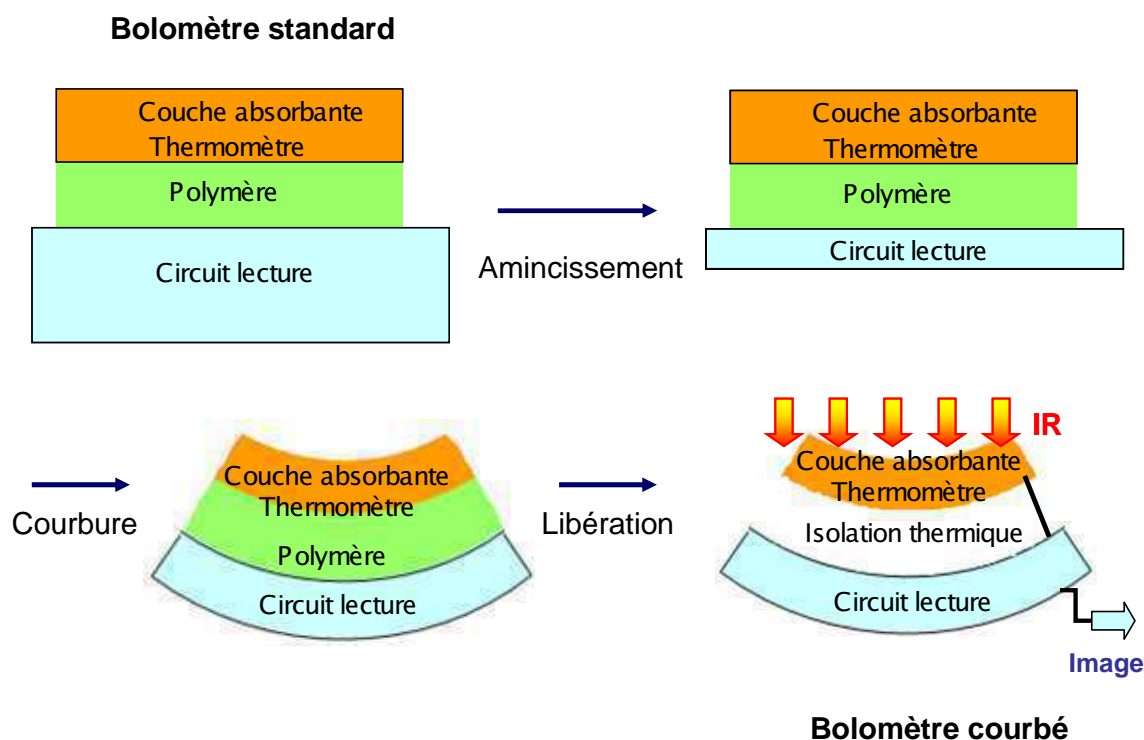 Bolomètre standard
Couche absorbante
Thermomètre
Polymère
Circuit lecture
Amincissement
Couche absorbante
Thermomètre
Polymère
Circuit lecture
Courbure
Couche absorbante
Thermomètre
Polymère
Circuit lecture
Libération
IR
Couche absorbante
Thermomètre
Isolation thermique
Circuit lecture
Image
Bolomètre courbé